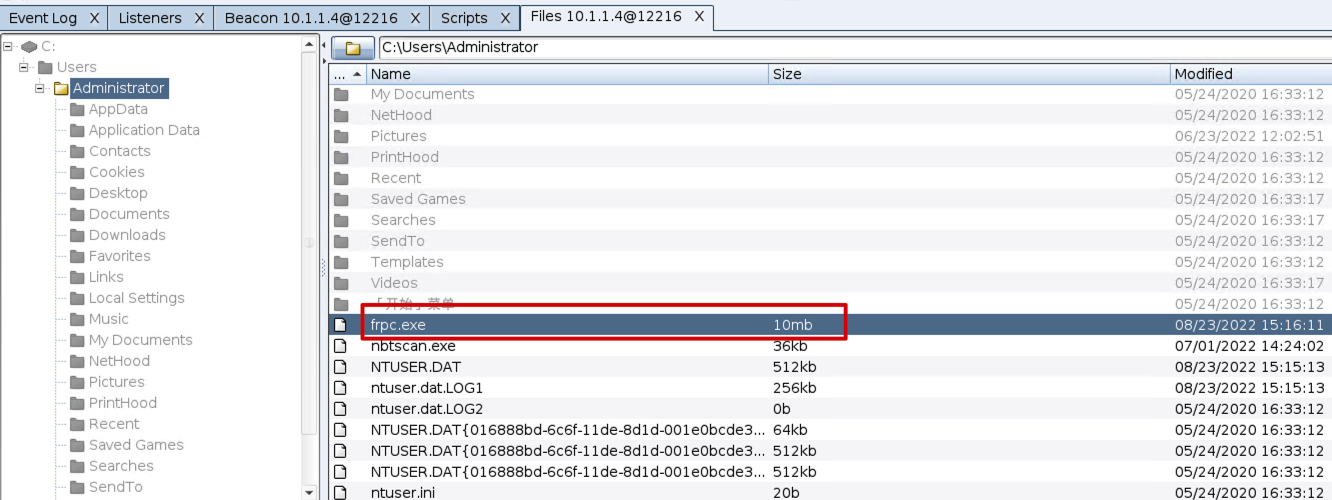 Event Log X Listeners X Beacon 10.1.1.4@12216 X Scripts X Files 10.1.1.4@12216 X
C:
Users
Administrator
AppData
Application Data
Contacts
Cookies
Desktop
Documents
Downloads
Favorites
Links
Local Settings
Music
My Documents
NetHood
Pictures
PrintHood
Recent
Saved Games
Searches
SendTo
C:\Users\Administrator
... Name Size Modified
My Documents 05/24/2020 16:33:12
NetHood 05/24/2020 16:33:12
Pictures 06/23/2022 12:02:51
PrintHood 05/24/2020 16:33:12
Recent 05/24/2020 16:33:12
Saved Games 05/24/2020 16:33:17
Searches 05/24/2020 16:33:17
SendTo 05/24/2020 16:33:12
Templates 05/24/2020 16:33:12
Videos 05/24/2020 16:33:17
「开始」菜单 05/24/2020 16:33:12
frpc.exe 10mb 08/23/2022 15:16:11
nbtscan.exe 36kb 07/01/2022 14:24:02
NTUSER.DAT 512kb 08/23/2022 15:15:13
ntuser.dat.LOG1 256kb 08/23/2022 15:15:13
ntuser.dat.LOG2 0b 05/24/2020 16:33:12
NTUSER.DAT{016888bd-6c6f-11de-8d1d-001e0bcde3... 64kb 05/24/2020 16:33:12
NTUSER.DAT{016888bd-6c6f-11de-8d1d-001e0bcde3... 512kb 05/24/2020 16:33:12
NTUSER.DAT{016888bd-6c6f-11de-8d1d-001e0bcde3... 512kb 05/24/2020 16:33:12
ntuser.ini 20b 05/24/2020 16:33:12